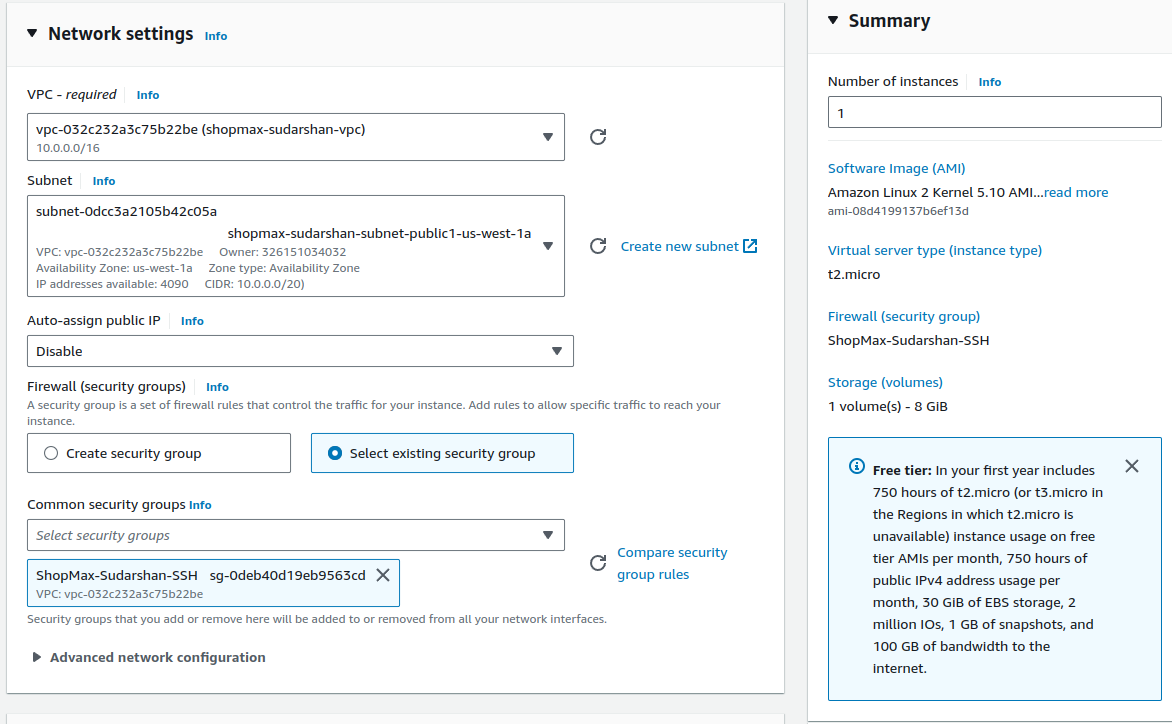 Network settings Info
VPC - required Info
vpc-032c232a3c75b22be (shopmax-sudarshan-vpc)
10.0.0.0/16
Subnet Info
subnet-0dcc3a2105b42c05a
shopmax-sudarshan-subnet-public1-us-west-1a
VPC: vpc-032c232a3c75b22be Owner: 326151034032
Availability Zone: us-west-1a Zone type: Availability Zone
IP addresses available: 4090 CIDR: 10.0.0.0/20)
Create new subnet
Auto-assign public IP Info
Disable
Firewall (security groups) Info
A security group is a set of firewall rules that control the traffic for your instance. Add rules to allow specific traffic to reach your
instance.
Create security group
Select existing security group
Common security groups Info
Select security groups
ShopMax-Sudarshan-SSH sg-0deb40d19eb9563cd
VPC: vpc-032c232a3c75b22be
Compare security
group rules
Security groups that you add or remove here will be added to or removed from all your network interfaces.
Advanced network configuration
Summary
Number of instances Info
1
Software Image (AMI)
Amazon Linux 2 Kernel 5.10 AMI...read more
ami-08d4199137b6ef13d
Virtual server type (instance type)
t2.micro
Firewall (security group)
ShopMax-Sudarshan-SSH
Storage (volumes)
1 volume(s) - 8 GiB
Free tier: In your first year includes
750 hours of t2.micro (or t3.micro in
the Regions in which t2.micro is
unavailable) instance usage on free
tier AMIs per month, 750 hours of
public IPv4 address usage per
month, 30 GiB of EBS storage, 2
million IOs, 1 GB of snapshots, and
100 GB of bandwidth to the
internet.